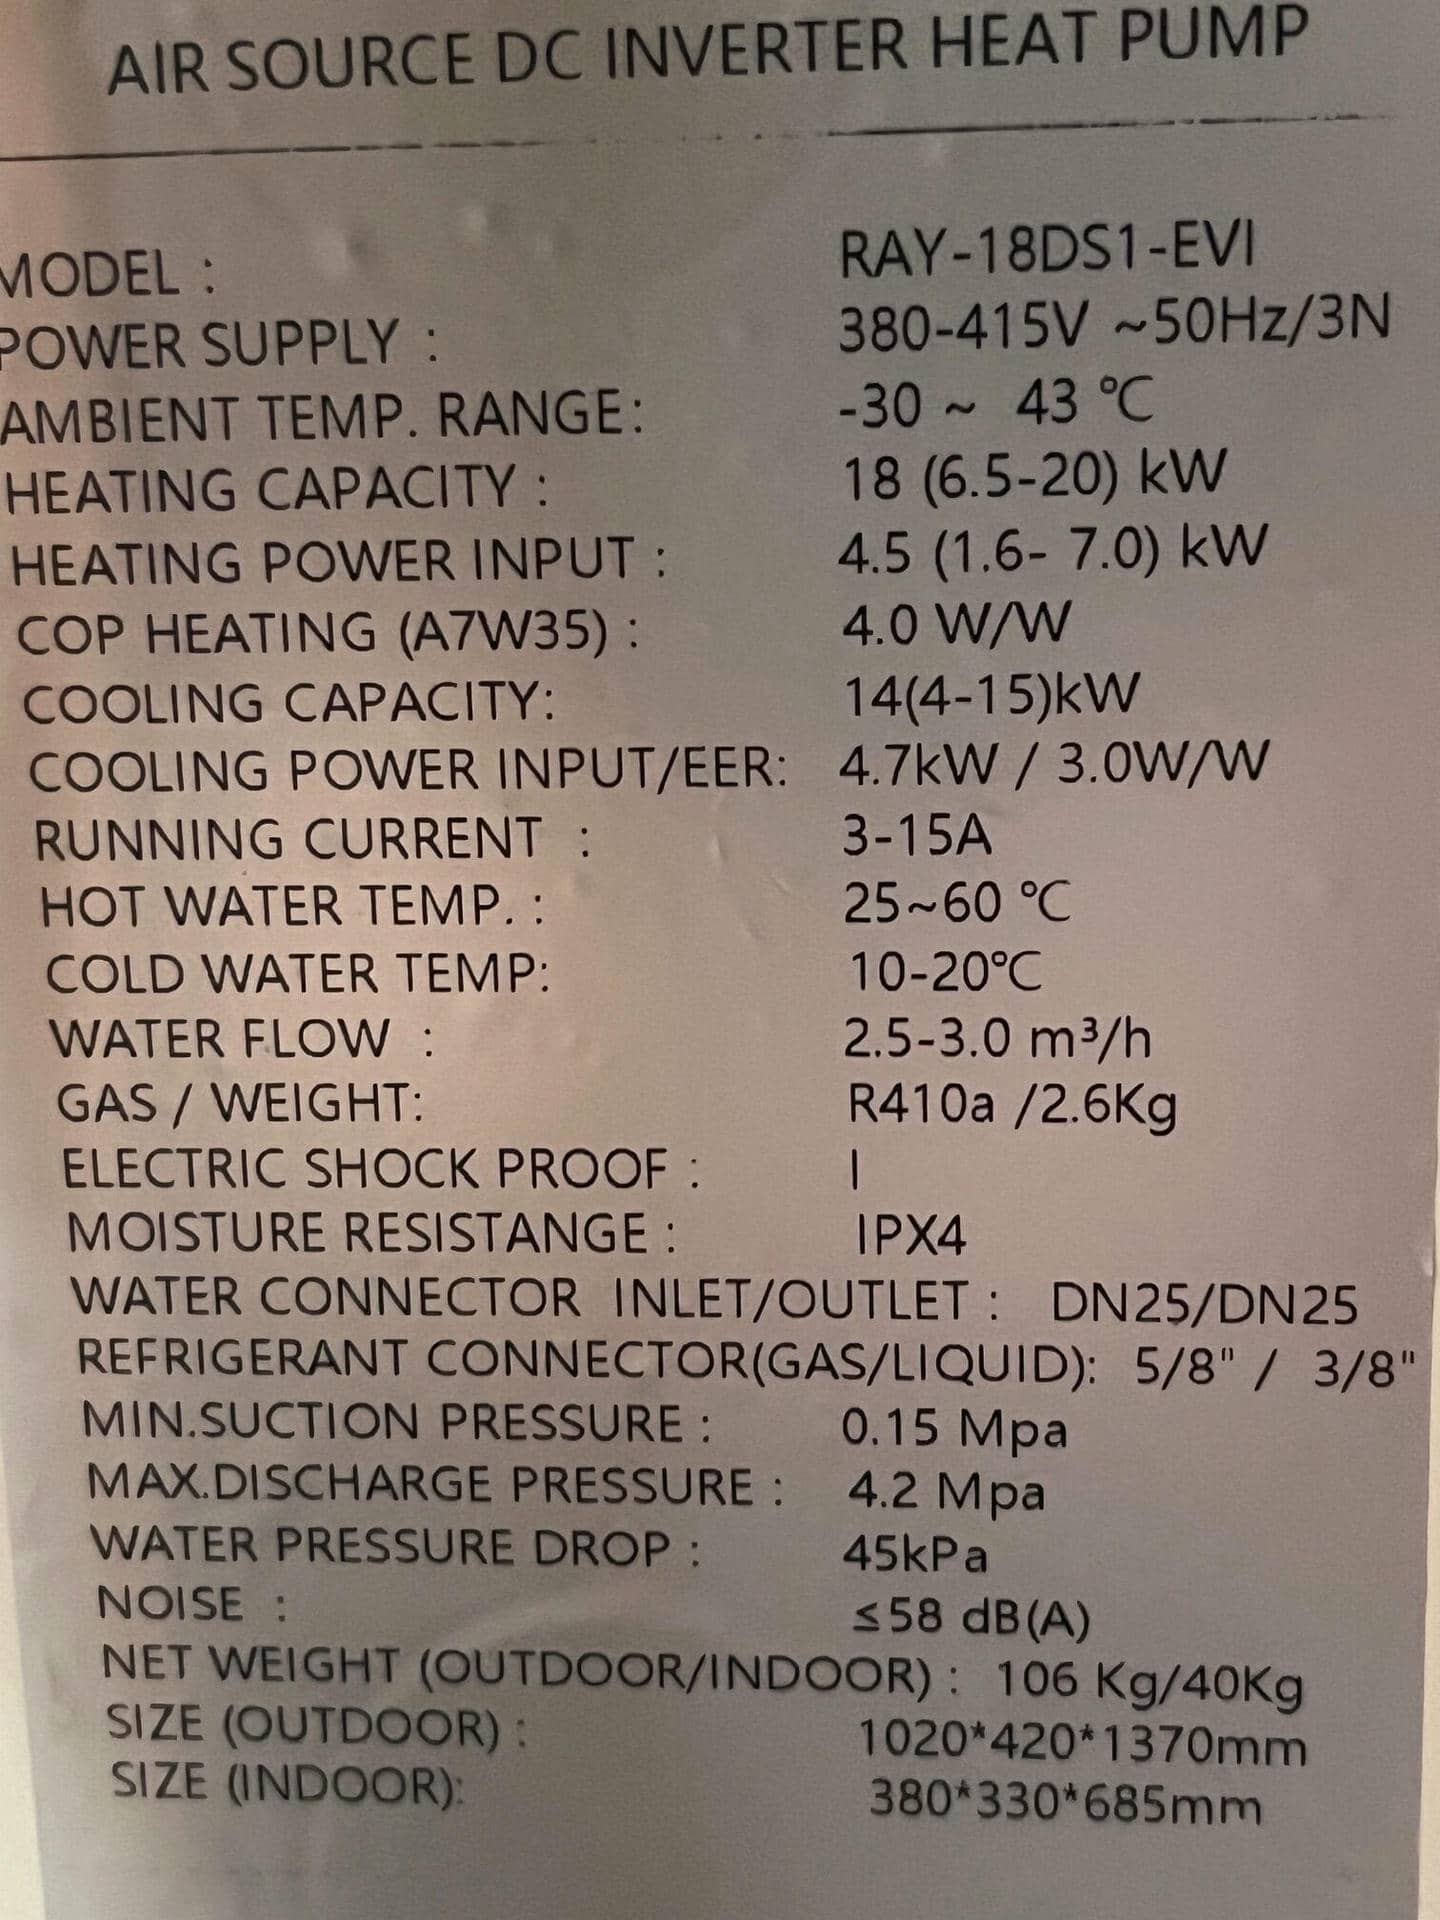 AIR SOURCE DC INVERTER HEAT PUMP
MODEL : RAY-18DS1-EVI
POWER SUPPLY : 380-415V ~50Hz/3N
AMBIENT TEMP. RANGE: -30 ~ 43 ℃
HEATING CAPACITY : 18 (6.5-20) kW
HEATING POWER INPUT : 4.5 (1.6- 7.0) kW
COP HEATING (A7W35) : 4.0 W/W
COOLING CAPACITY: 14(4-15)kW
COOLING POWER INPUT/EER: 4.7kW / 3.0W/W
RUNNING CURRENT : 3-15A
HOT WATER TEMP. : 25~60 ℃
COLD WATER TEMP: 10-20℃
WATER FLOW : 2.5-3.0 m³/h
GAS / WEIGHT: R410a /2.6Kg
ELECTRIC SHOCK PROOF : I
MOISTURE RESISTANGE : IPX4
WATER CONNECTOR INLET/OUTLET : DN25/DN25
REFRIGERANT CONNECTOR(GAS/LIQUID): 5/8" / 3/8"
MIN.SUCTION PRESSURE : 0.15 Mpa
MAX.DISCHARGE PRESSURE : 4.2 Mpa
WATER PRESSURE DROP : 45kPa
NOISE : ≤58 dB(A)
NET WEIGHT (OUTDOOR/INDOOR) : 106 Kg/40Kg
SIZE (OUTDOOR) : 1020*420*1370mm
SIZE (INDOOR): 380*330*685mm